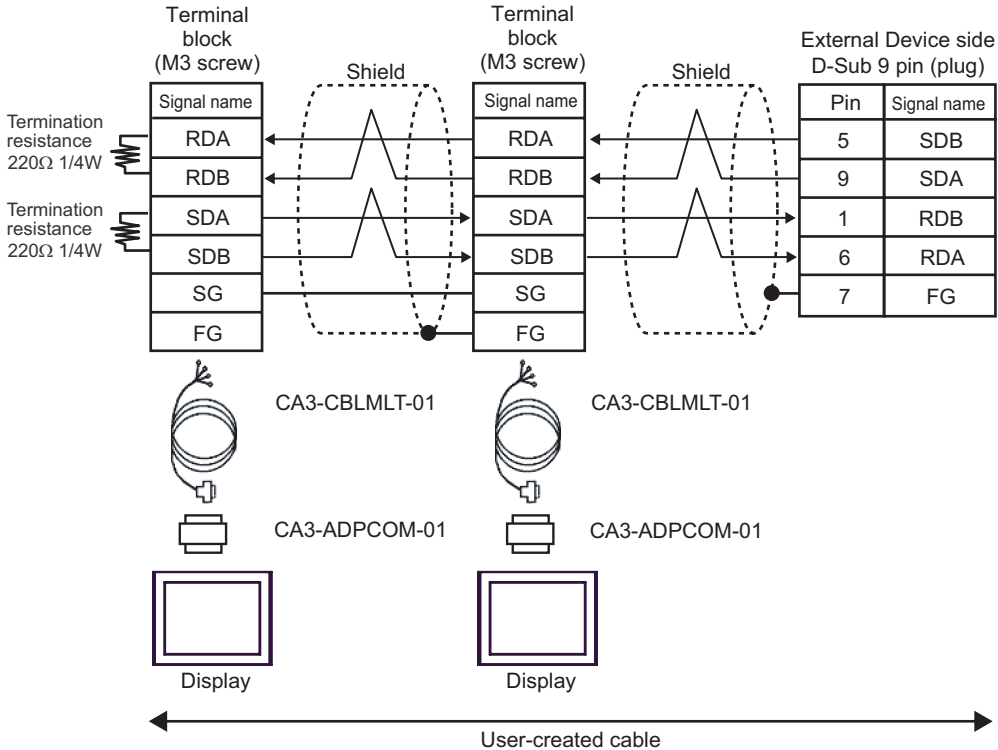 Terminal
block
(M3 screw)
Terminal
block
(M3 screw)
External Device side
D-Sub 9 pin (plug)
Shield
Shield
Signal name
RDA
RDB
SDA
SDB
SG
FG
Signal name
RDA
RDB
SDA
SDB
SG
FG
Pin Signal name
5 SDB
9 SDA
1 RDB
6 RDA
7 FG
Termination
resistance
220Ω 1/4W
Termination
resistance
220Ω 1/4W
CA3-CBLMLT-01
CA3-CBLMLT-01
CA3-ADPCOM-01
CA3-ADPCOM-01
Display
Display
User-created cable